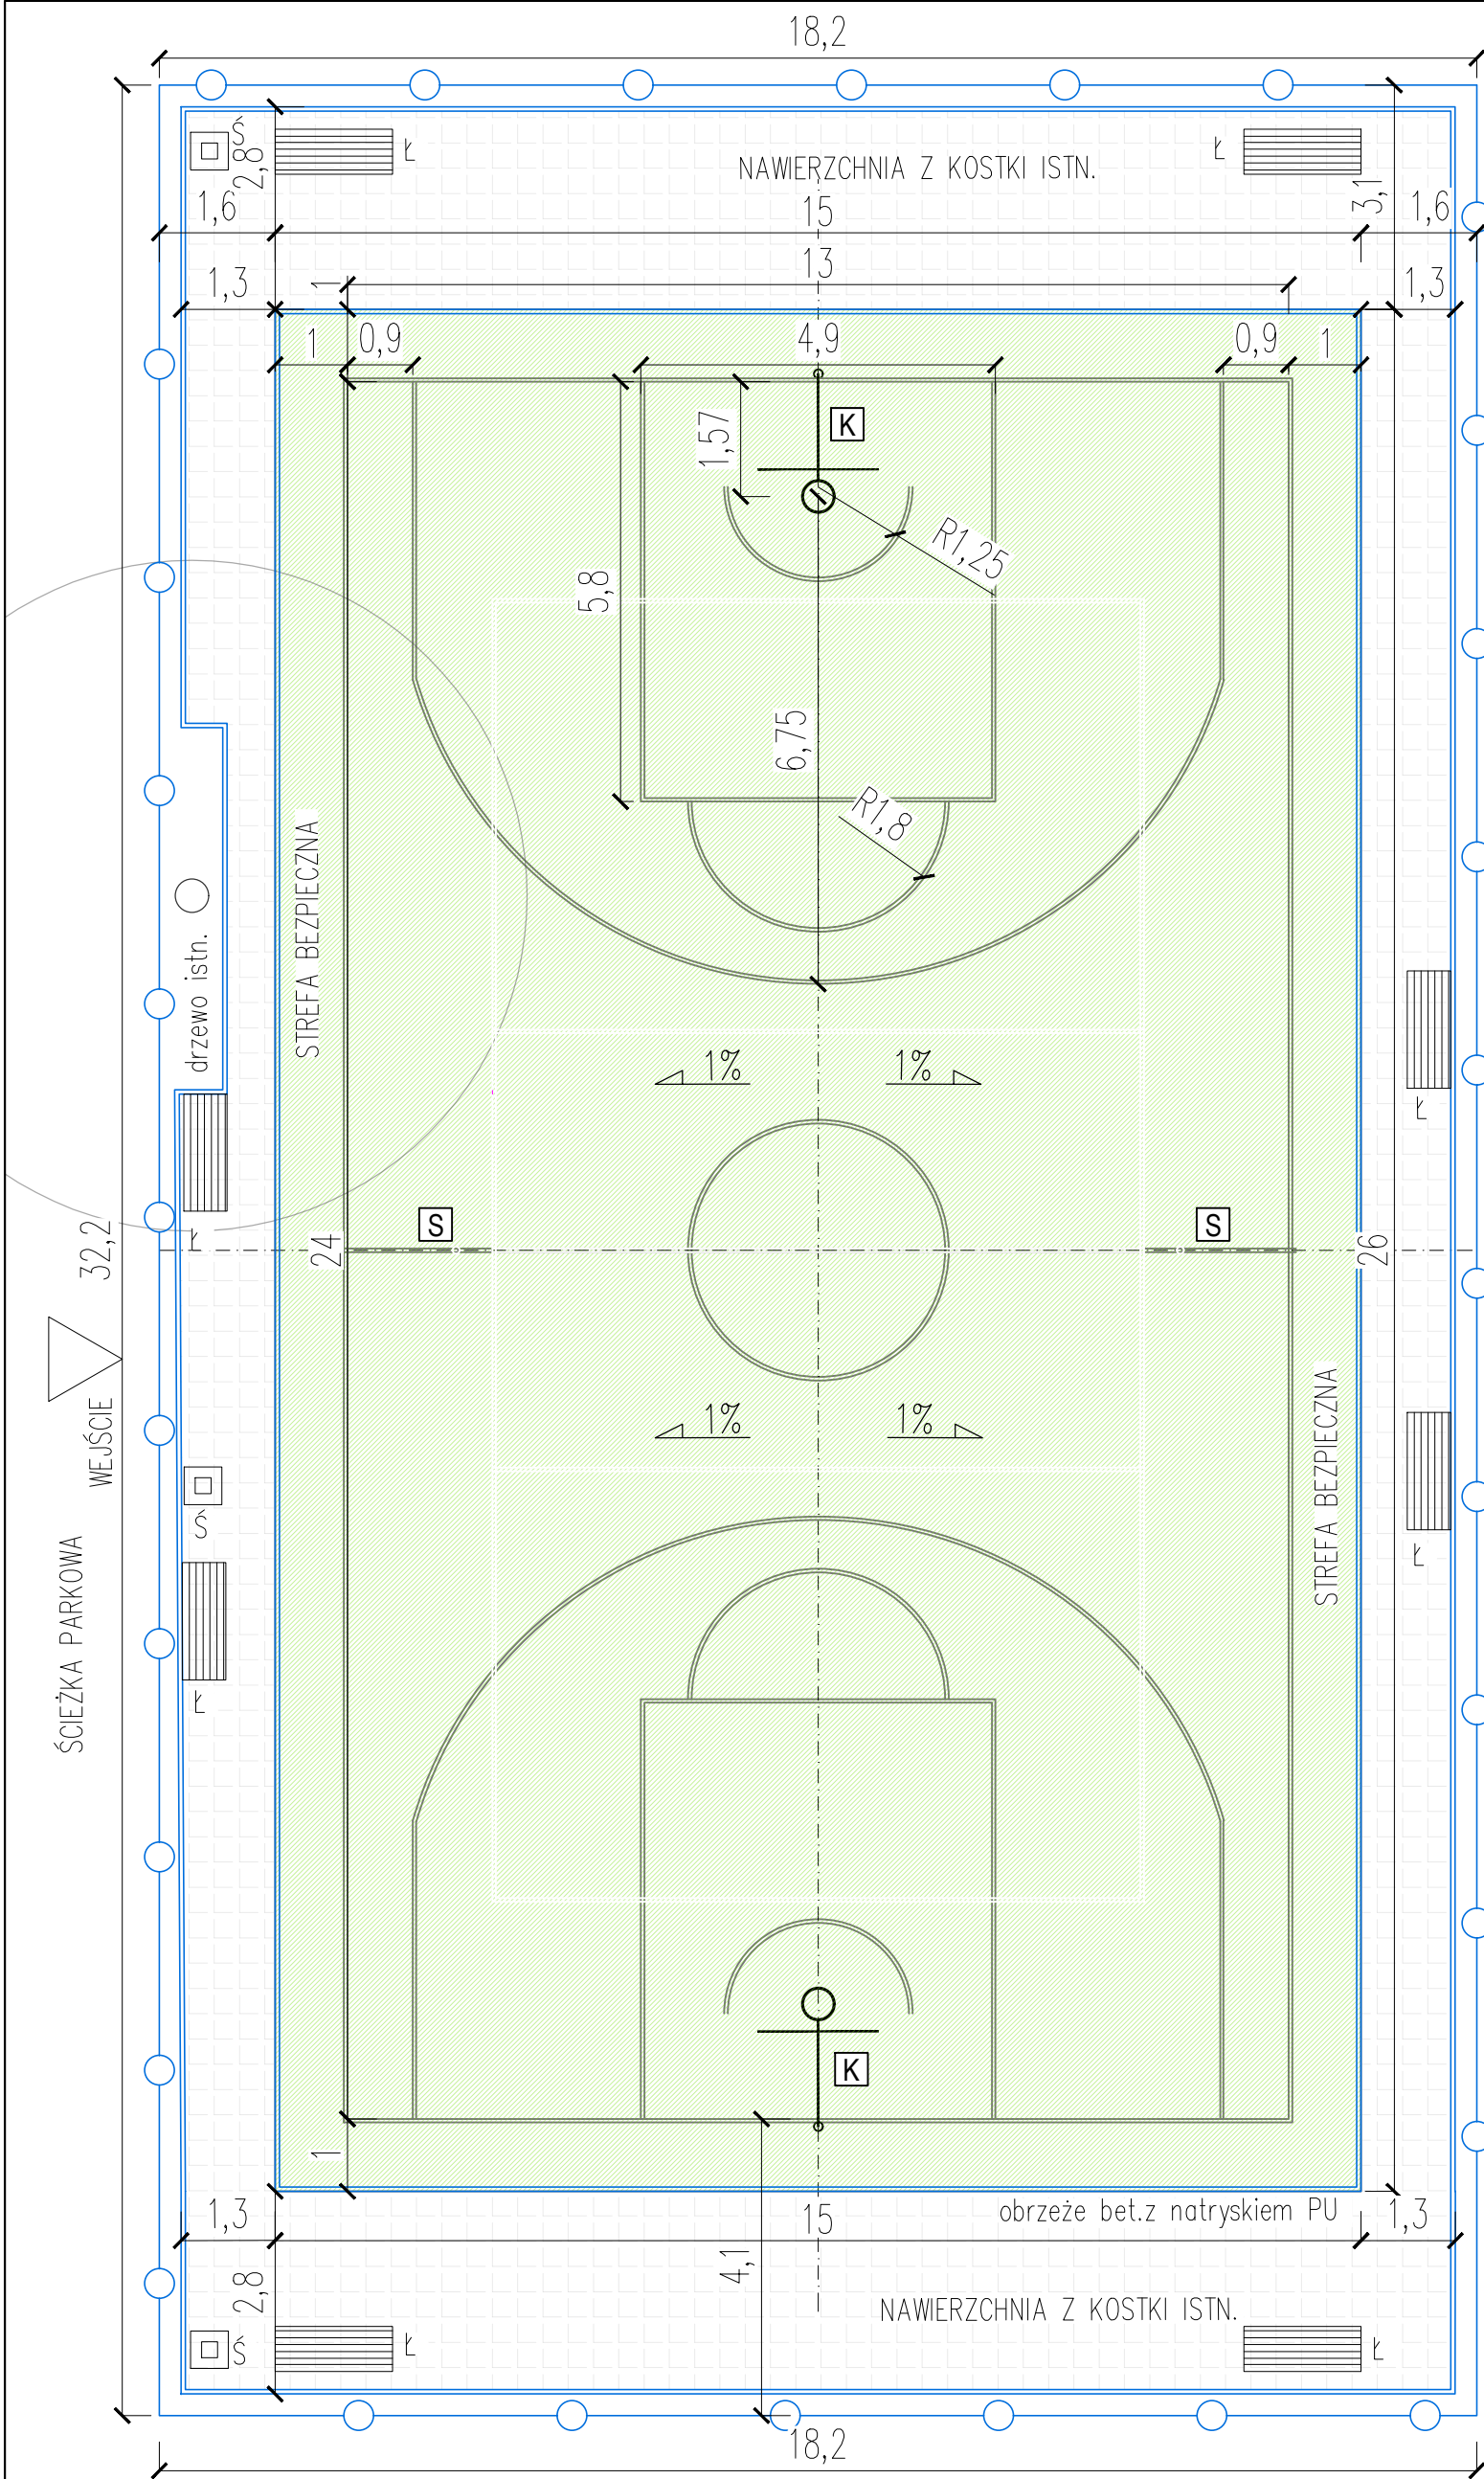 18,2
Ś
2,8
Ł
NAWIERZCHNIA Z KOSTKI ISTN.
Ł
3,1
1,6
15
1,6
1,3
1
13
1,3
1
0,9
4,9
0,9
1
1,57
K
R1,25
5,8
6,75
R1,8
STREFA BEZPIECZNA
drzewo istn.
1%
1%
Ł
S
S
Ł
32,2
24
26
WEJŚCIE
1%
1%
STREFA BEZPIECZNA
Ś
Ł
ŚCIEŻKA PARKOWA
Ł
K
1
1,3
15
obrzeże bet.z natryskiem PU
1,3
4,1
2,8
NAWIERZCHNIA Z KOSTKI ISTN.
Ś
Ł
Ł
18,2